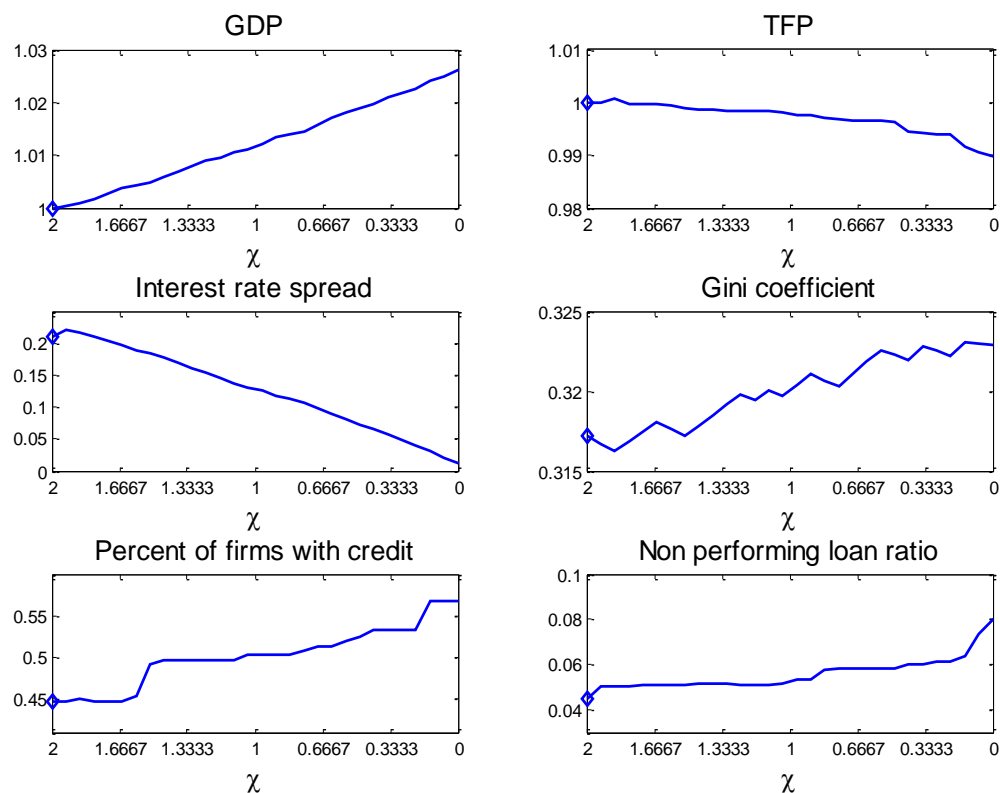 GDP
1.03
1.02
1.01
1
2 1.6667 1.3333 1 0.6667 0.3333 0
χ
TFP
1.01
1
0.99
0.98
2 1.6667 1.3333 1 0.6667 0.3333 0
χ
Interest rate spread
0.2
0.15
0.1
0.05
0
2 1.6667 1.3333 1 0.6667 0.3333 0
χ
Gini coefficient
0.325
0.32
0.315
2 1.6667 1.3333 1 0.6667 0.3333 0
χ
Percent of firms with credit
0.55
0.5
0.45
2 1.6667 1.3333 1 0.6667 0.3333 0
χ
Non performing loan ratio
0.1
0.08
0.06
0.04
2 1.6667 1.3333 1 0.6667 0.3333 0
χ